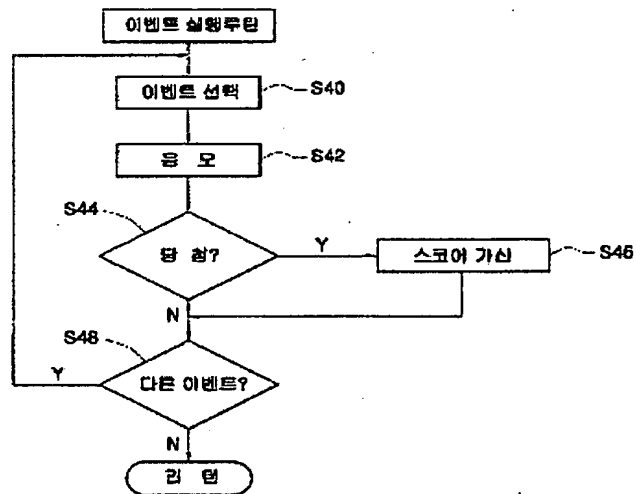 이벤트 실행루틴
이벤트 선택
S40
응 모
S42
S44
당 첨?
Y
스코어 가산
S46
N
S48
Y
다른 이벤트?
N
리 턴